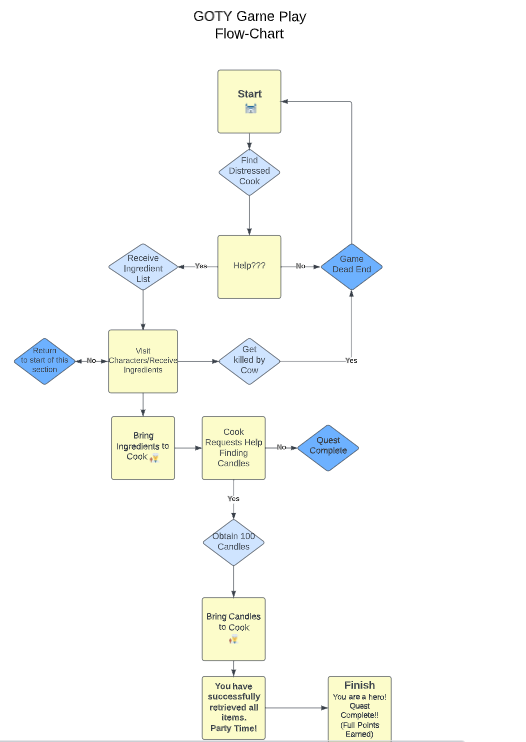 GOTY Game Play
Flow-Chart
Start
Find
Distressed
Cook
Receive
Ingredient
List
Yes
Help???
No
Game
Dead End
Return
to start of this
section
No
Visit
Characters/Receive
Ingredients
Get
killed by
Cow
Yes
Bring
Ingredients to
Cook
Cook
Requests Help
Finding
Candles
No
Quest
Complete
Yes
Obtain 100
Candles
Bring Candles
to Cook
You have
successfully
retrieved all
items.
Party Time!
Finish
You are a hero!
Quest
Complete!!
(Full Points
Earned)